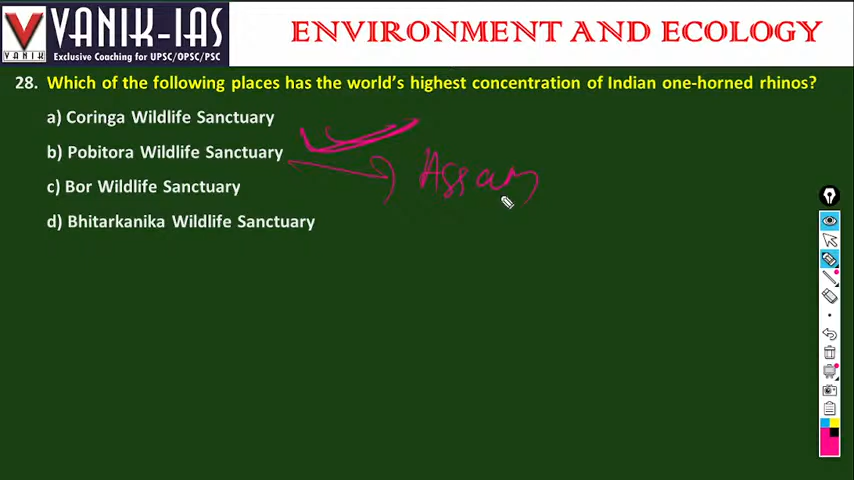 VANIK-IAS
VANIK
Exclusive Coaching for UPSC/OPSC/PSC
ENVIRONMENT AND ECOLOGY
28. Which of the following places has the world's highest concentration of Indian one-horned rhinos?
a) Coringa Wildlife Sanctuary
b) Pobitora Wildlife Sanctuary
Assam
c) Bor Wildlife Sanctuary
d) Bhitarkanika Wildlife Sanctuary